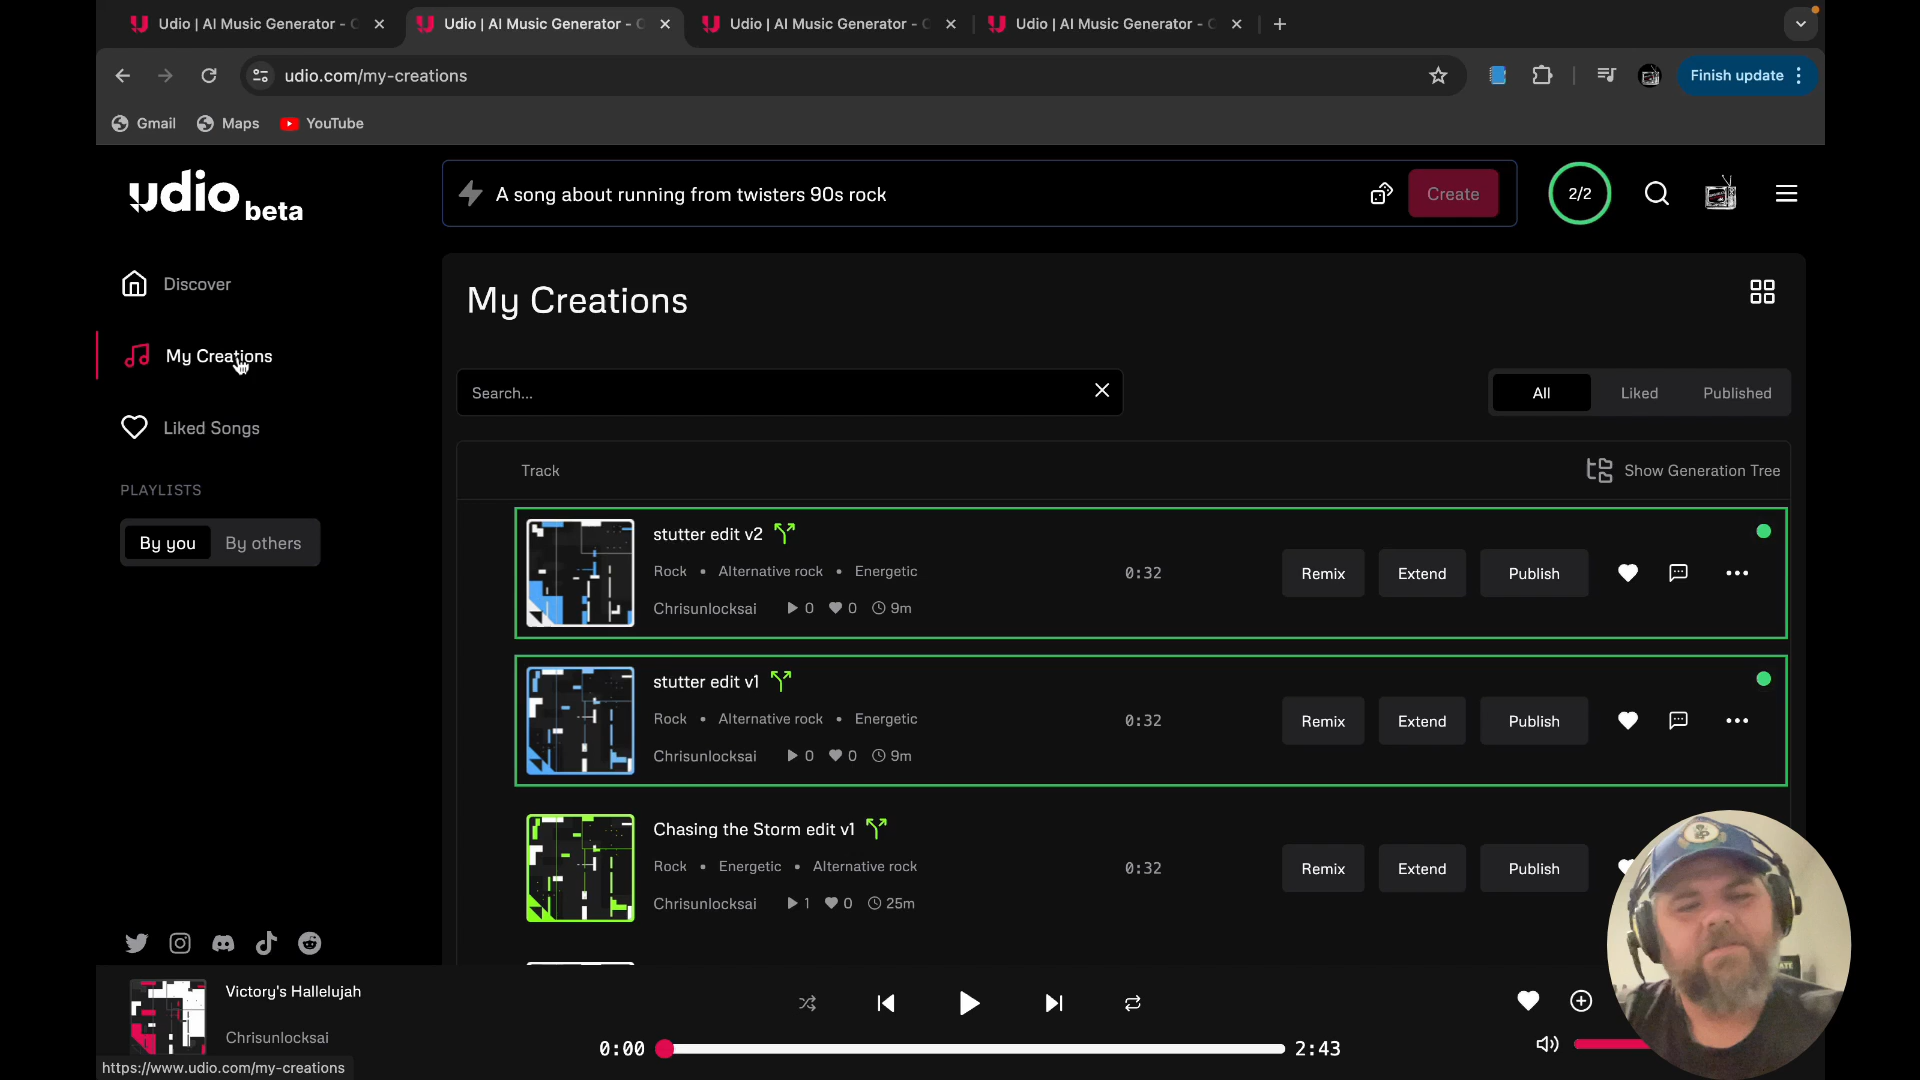 Udio | AI Music Generator - C
Udio | AI Music Generator - C
Udio | AI Music Generator - C
Udio | AI Music Generator - C
udio.com/my-creations
Finish update
Gmail
Maps
YouTube
udio beta
A song about running from twisters 90s rock
Create
2/2
Discover
My Creations
Liked Songs
PLAYLISTS
By you
By others
My Creations
Search...
All
Liked
Published
Track
Show Generation Tree
stutter edit v2
Rock • Alternative rock • Energetic
Chrisunlocksai 0 0 9m
0:32
Remix
Extend
Publish
stutter edit v1
Rock • Alternative rock • Energetic
Chrisunlocksai 0 0 9m
0:32
Remix
Extend
Publish
Chasing the Storm edit v1
Rock • Energetic • Alternative rock
Chrisunlocksai 1 0 25m
0:32
Remix
Extend
Publish
Victory's Hallelujah
Chrisunlocksai
0:00
2:43
https://www.udio.com/my-creations